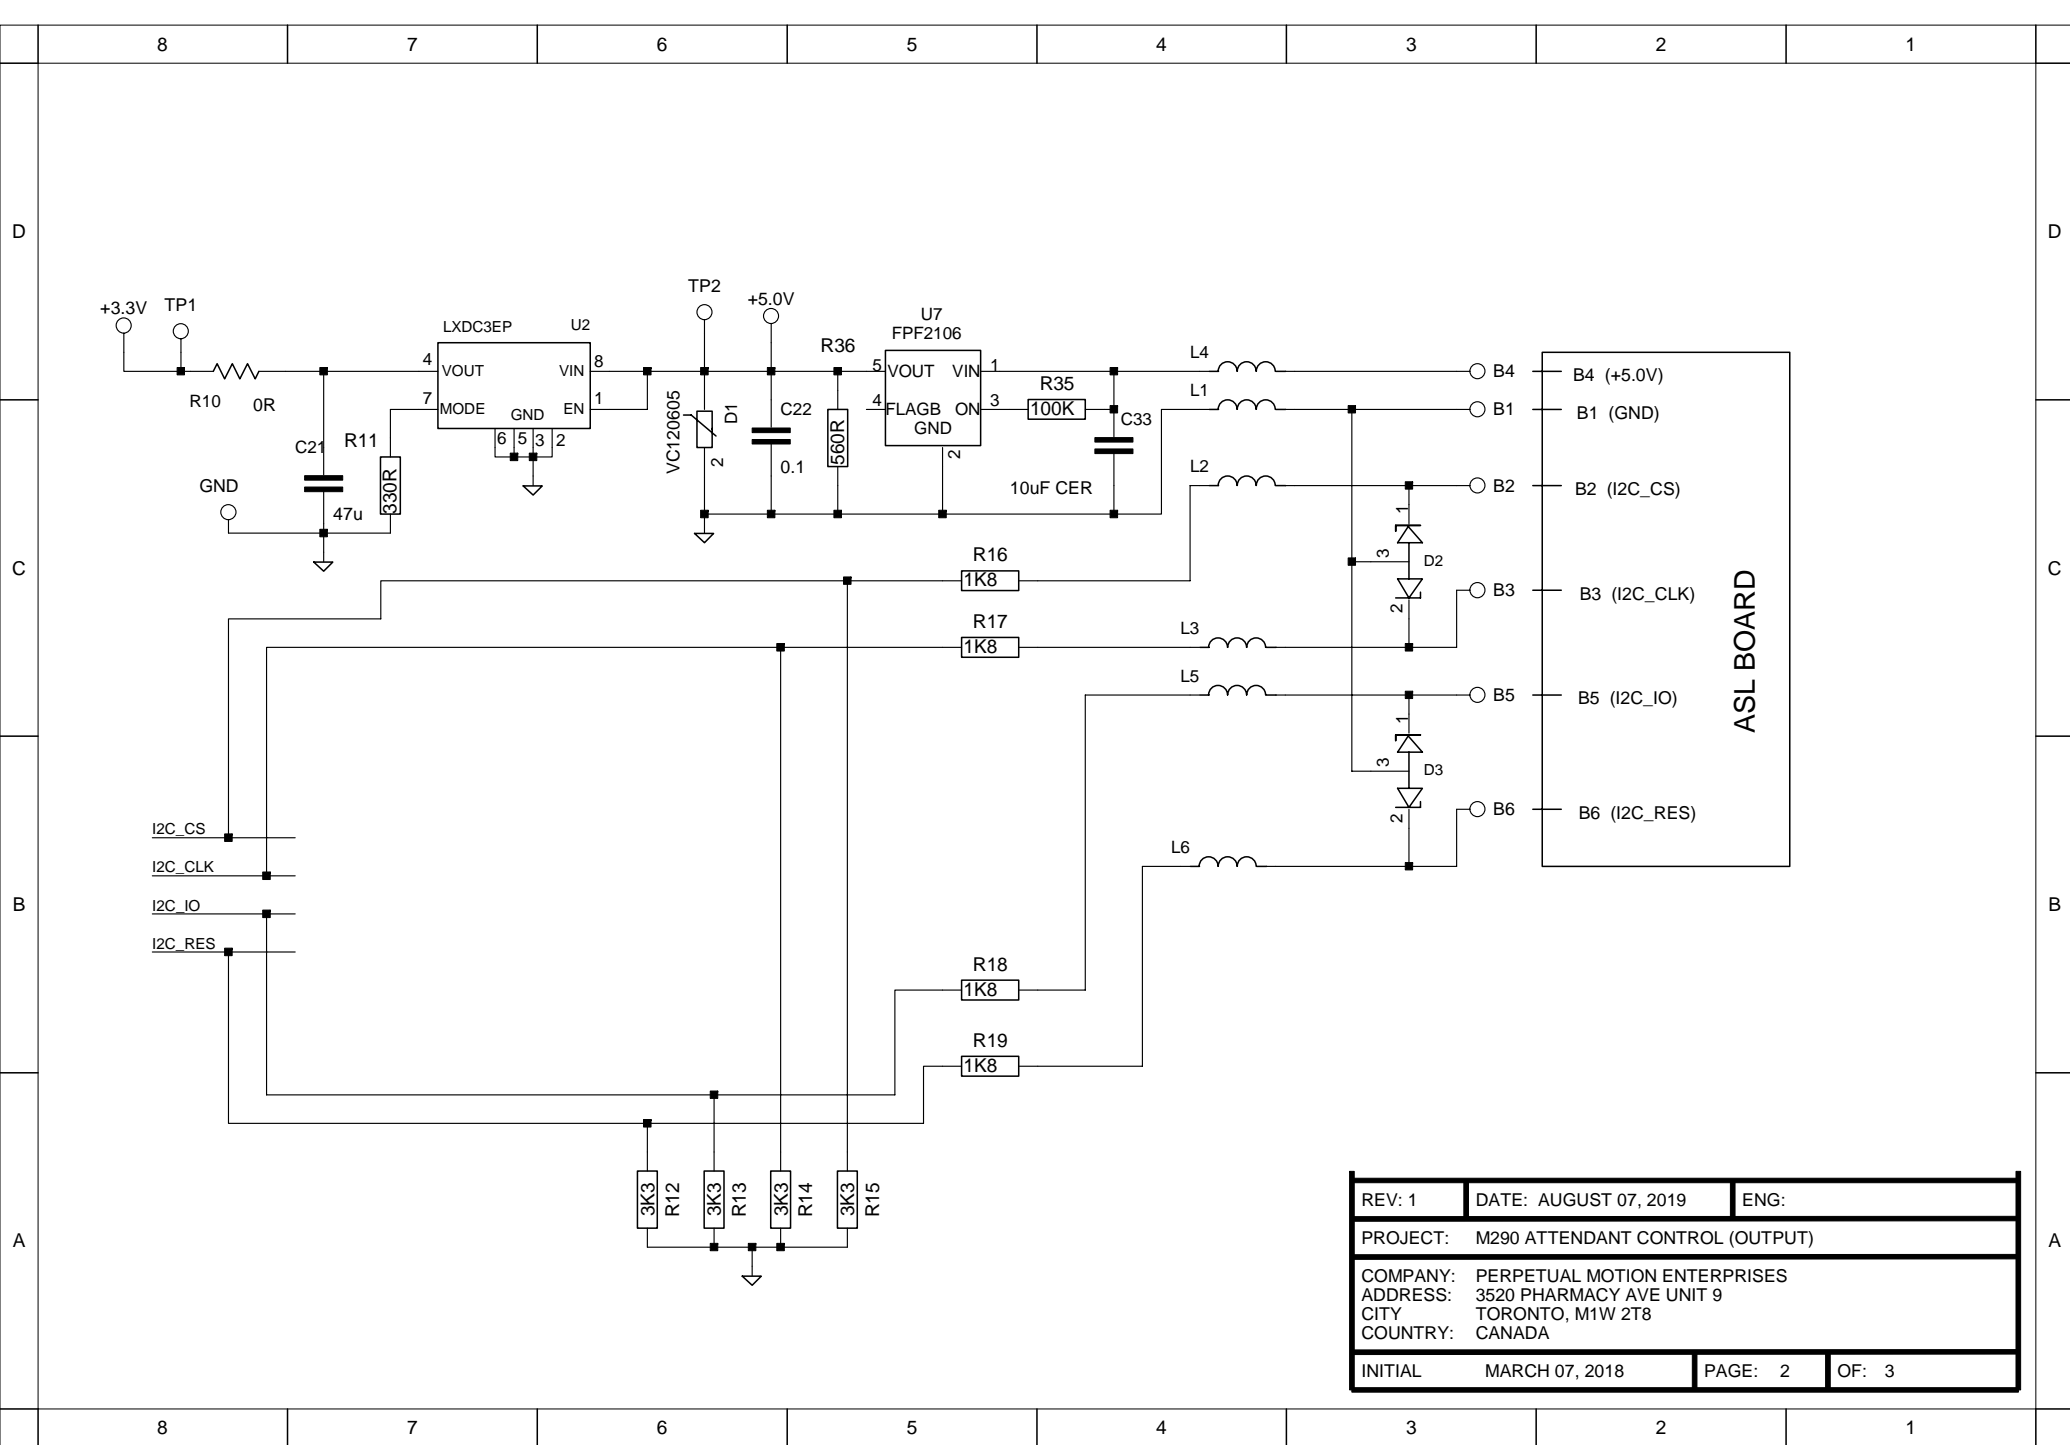 8 7 6 5 4 3 2 1
D D
TP2
+5.0V
+3.3V TP1
U7
FPF2106
LXDC3EP U2
R36
L4
4 VOUT VIN 8
5 VOUT VIN 1
B4 B4 (+5.0V)
R10 0R
R35
L1
7 MODE GND EN 1
4 FLAGB ON 3
GND
100K
B1 B1 (GND)
6 5 3 2
VC120605 D1 2
C22
0.1
560R
2
C33
10uF CER
C21
47u
R11
330R
GND
L2
B2 B2 (I2C_CS)
1
3 D2
2
C C
R16
1K8
B3 B3 (I2C_CLK)
R17
1K8
L3
ASL BOARD
L5
B5 B5 (I2C_IO)
1
3 D3
2
B6 B6 (I2C_RES)
I2C_CS
I2C_CLK
L6
I2C_IO
B B
I2C_RES
R18
1K8
R19
1K8
3K3 R12
3K3 R13
3K3 R14
3K3 R15
A A
REV: 1 DATE: AUGUST 07, 2019 ENG:
PROJECT: M290 ATTENDANT CONTROL (OUTPUT)
COMPANY: PERPETUAL MOTION ENTERPRISES
ADDRESS: 3520 PHARMACY AVE UNIT 9
CITY TORONTO, M1W 2T8
COUNTRY: CANADA
INITIAL MARCH 07, 2018 PAGE: 2 OF: 3
8 7 6 5 4 3 2 1